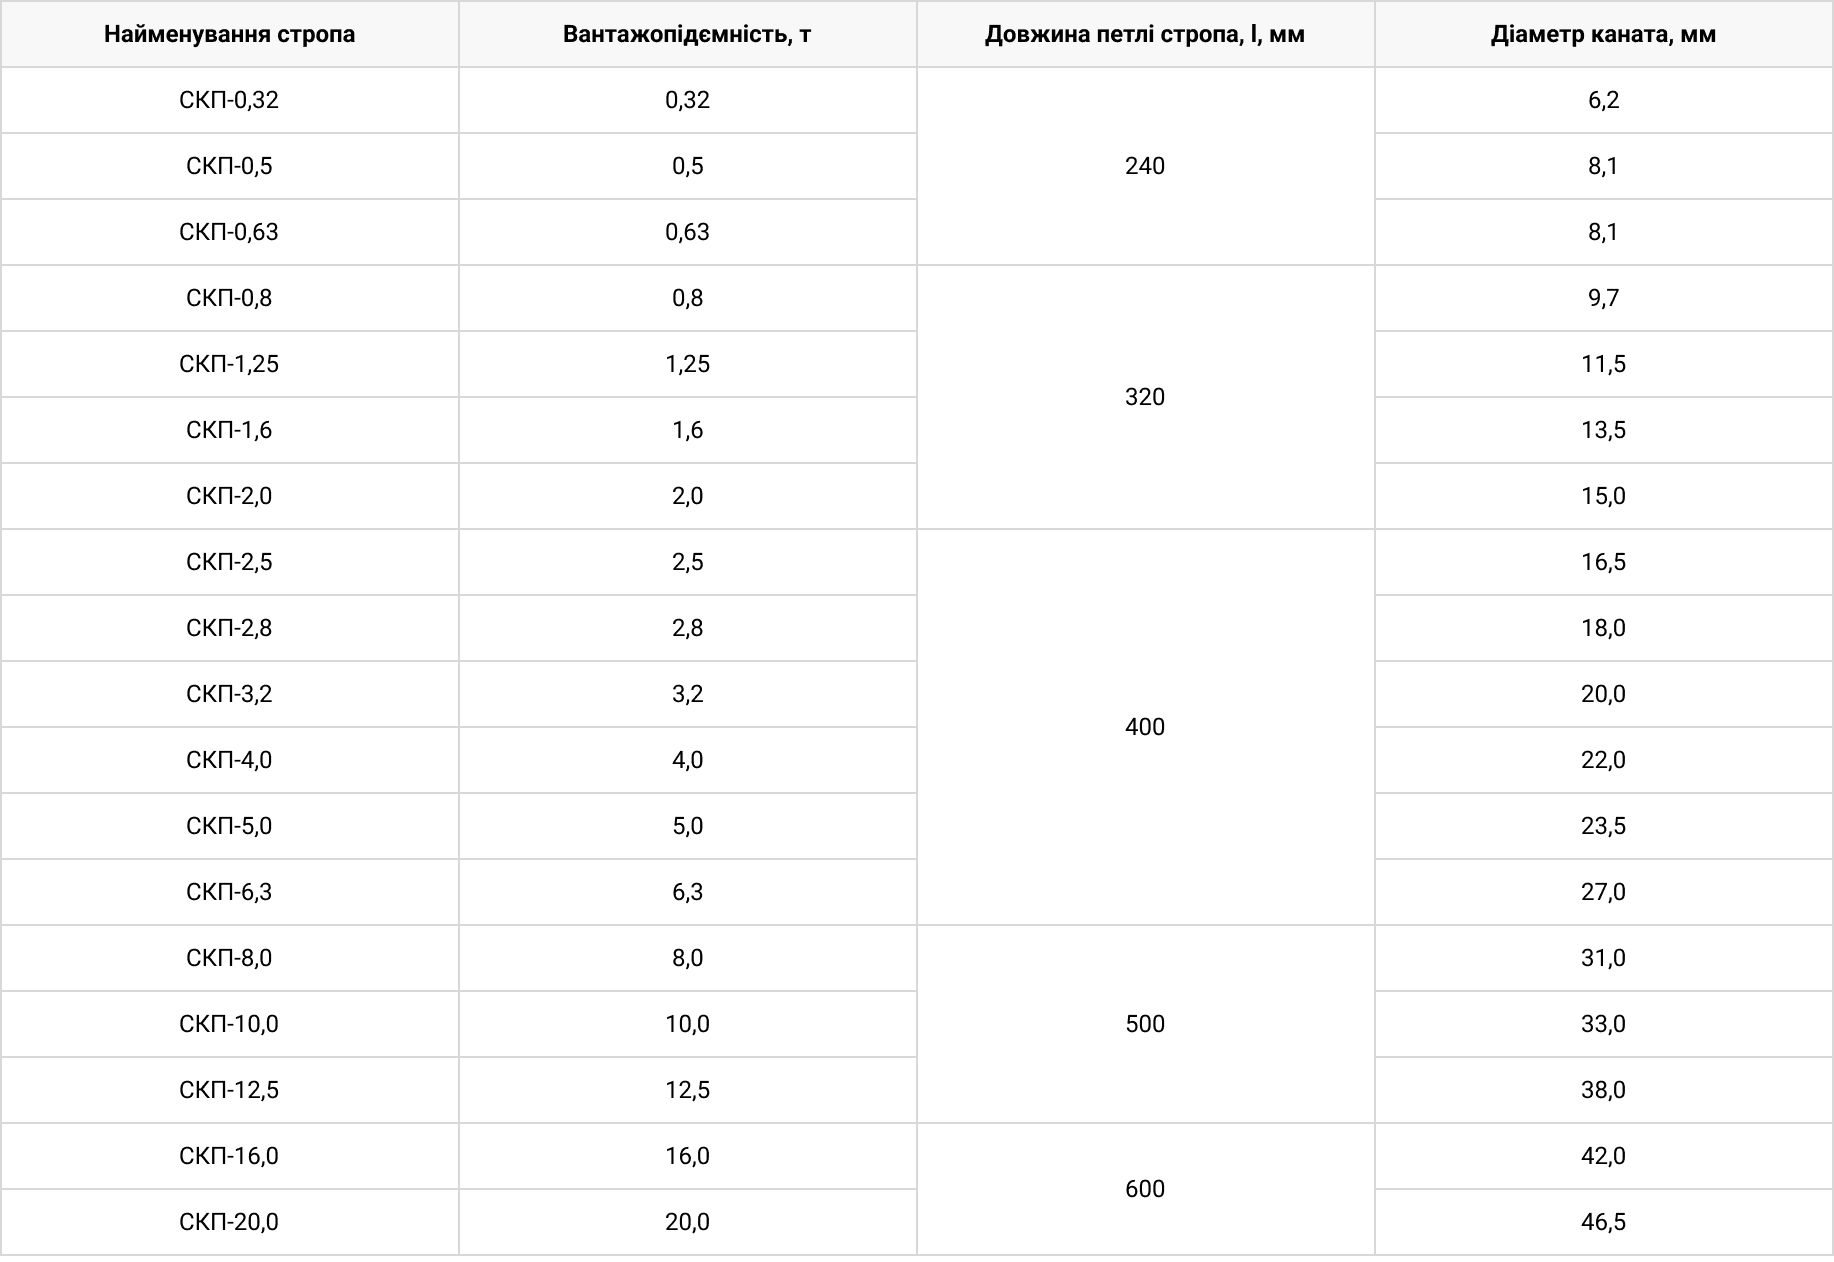 Найменування стропа Вантажопідємність, т Довжина петлі стропа, l, мм Діаметр каната, мм
СКП-0,32 0,32 6,2
СКП-0,5 0,5 240 8,1
СКП-0,63 0,63 8,1
СКП-0,8 0,8 9,7
СКП-1,25 1,25 11,5
320
СКП-1,6 1,6 13,5
СКП-2,0 2,0 15,0
СКП-2,5 2,5 16,5
СКП-2,8 2,8 18,0
СКП-3,2 3,2 20,0
400
СКП-4,0 4,0 22,0
СКП-5,0 5,0 23,5
СКП-6,3 6,3 27,0
СКП-8,0 8,0 31,0
СКП-10,0 10,0 500 33,0
СКП-12,5 12,5 38,0
СКП-16,0 16,0 42,0
600
СКП-20,0 20,0 46,5